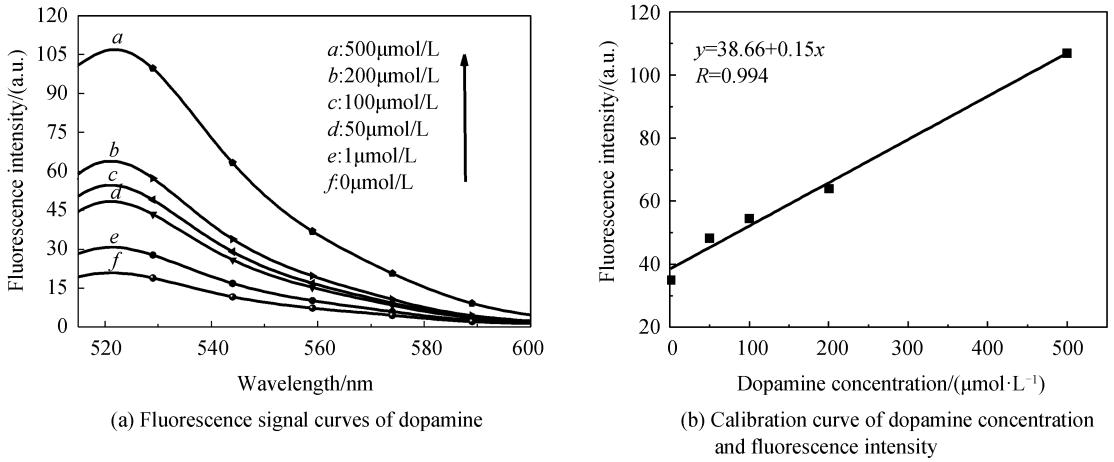 120
105
90
75
60
45
30
15
0
Fluorescence intensity/(a.u.)
a
b
c
d
e
f
a:500μmol/L
b:200μmol/L
c:100μmol/L
d:50μmol/L
e:1μmol/L
f:0μmol/L
520 540 560 580 600
Wavelength/nm
(a) Fluorescence signal curves of dopamine
120
100
80
60
40
20
Fluorescence intensity/(a.u.)
y=38.66+0.15x
R=0.994
0 100 200 300 400 500
Dopamine concentration/(μmol·L⁻¹)
(b) Calibration curve of dopamine concentration
and fluorescence intensity